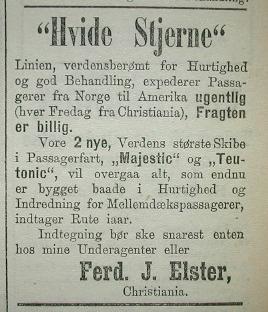 "Hvide Stjerne"
Linien, verdensberømt for Hurtighed
og god Behandling, expederer Passa-
gerer fra Norge til Amerika ugentlig
(hver Fredag fra Christiania), Fragten
er billig.
Vore 2 nye, Verdens største Skibe
i Passagerfart, „Majestic" og „Teu-
tonic", vil overgaa alt, som endnu
er bygget baade i Hurtighed og
Indredning for Mellemdækspassagerer,
indtager Rute iaar.
Indtegning bør ske snarest enten
hos mine Underagenter eller
Ferd. J. Elster,
Christiania.